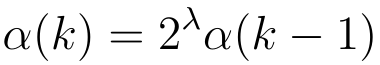 α(k) = 2^λ α(k − 1)